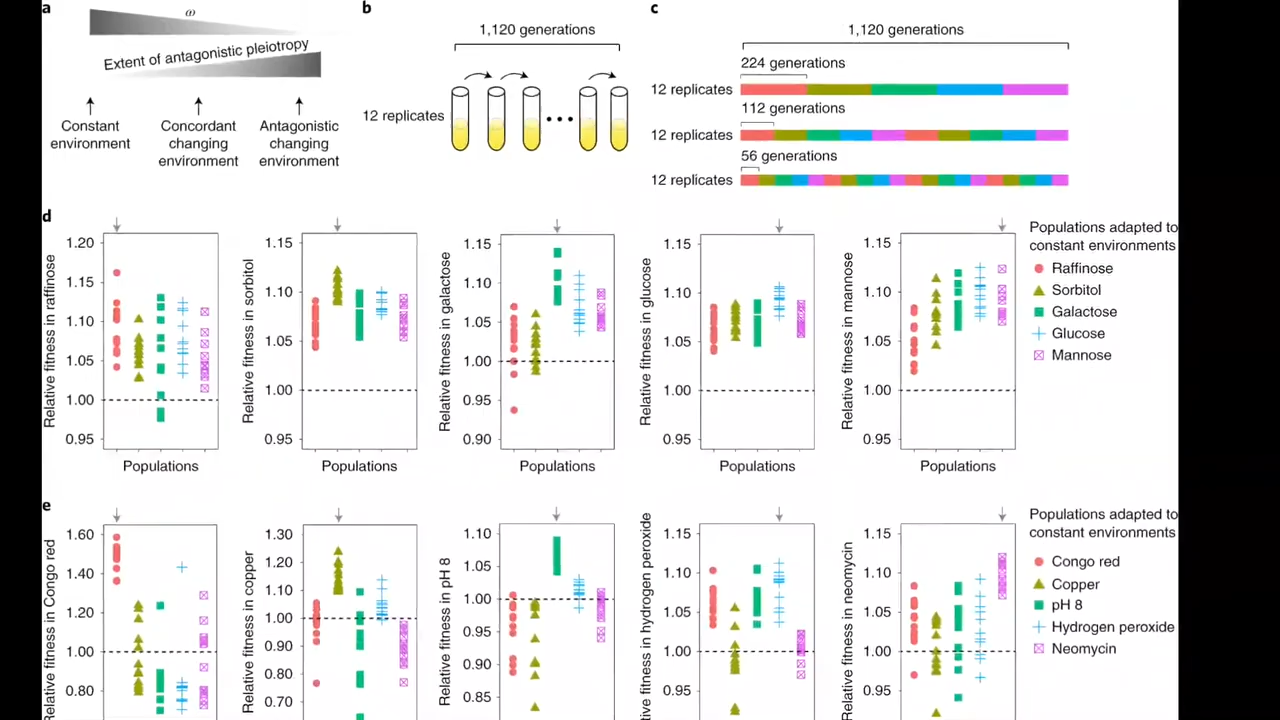 a
ω
Extent of antagonistic pleiotropy
Constant
environment
Concordant
changing
environment
Antagonistic
changing
environment
b
1,120 generations
12 replicates
c
1,120 generations
224 generations
12 replicates
112 generations
12 replicates
56 generations
12 replicates
d
Relative fitness in raffinose
1.20
1.15
1.10
1.05
1.00
0.95
Populations
Relative fitness in sorbitol
1.15
1.10
1.05
1.00
0.95
Populations
Relative fitness in galactose
1.15
1.10
1.05
1.00
0.95
0.90
Populations
Relative fitness in glucose
1.15
1.10
1.05
1.00
0.95
Populations
Relative fitness in mannose
1.15
1.10
1.05
1.00
0.95
Populations
Populations adapted to
constant environments
Raffinose
Sorbitol
Galactose
Glucose
Mannose
e
Relative fitness in Congo red
1.60
1.40
1.20
1.00
0.80
Relative fitness in copper
1.30
1.20
1.10
1.00
0.90
0.80
0.70
Relative fitness in pH 8
1.10
1.05
1.00
0.95
0.90
0.85
fitness in hydrogen peroxide
1.15
1.10
1.05
1.00
0.95
Relative fitness in neomycin
1.15
1.10
1.05
1.00
0.95
Populations adapted to
constant environments
Congo red
Copper
pH 8
Hydrogen peroxide
Neomycin